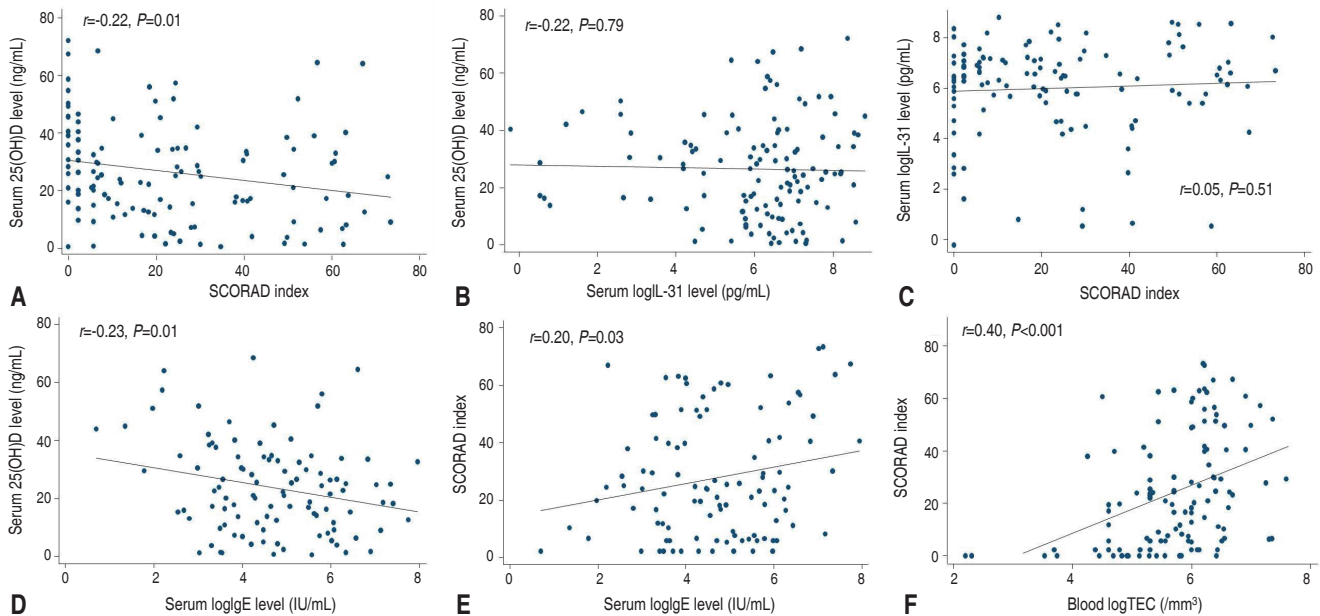 r=-0.22, P=0.01
Serum 25(OH)D level (ng/mL)
80
60
40
20
0
0 20 40 60 80
SCORAD index
A
r=-0.22, P=0.79
Serum 25(OH)D level (ng/mL)
80
60
40
20
0
0 2 4 6 8
Serum logIL-31 level (pg/mL)
B
Serum logIL-31 level (pg/mL)
8
6
4
2
0
r=0.05, P=0.51
0 20 40 60 80
SCORAD index
C
r=-0.23, P=0.01
Serum 25(OH)D level (ng/mL)
80
60
40
20
0
0 2 4 6 8
Serum logIgE level (IU/mL)
D
r=0.20, P=0.03
SCORAD index
80
60
40
20
0
0 2 4 6 8
Serum logIgE level (IU/mL)
E
r=0.40, P<0.001
SCORAD index
80
60
40
20
0
2 4 6 8
Blood logTEC (/mm³)
F